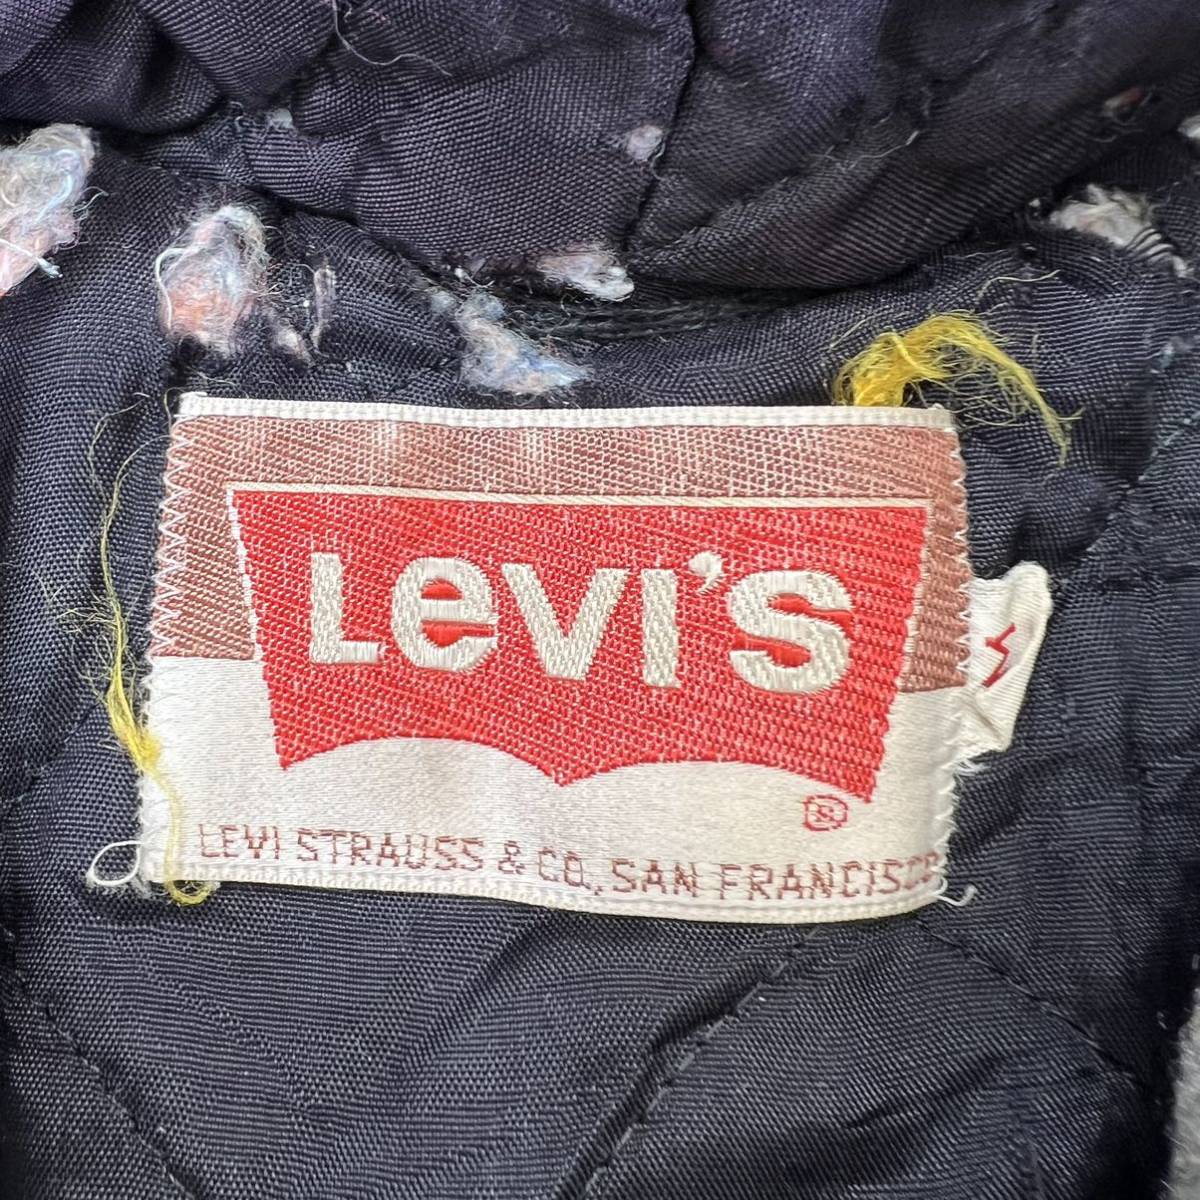 Levi's
®
LEVI STRAUSS & CO. SAN FRANCISCO